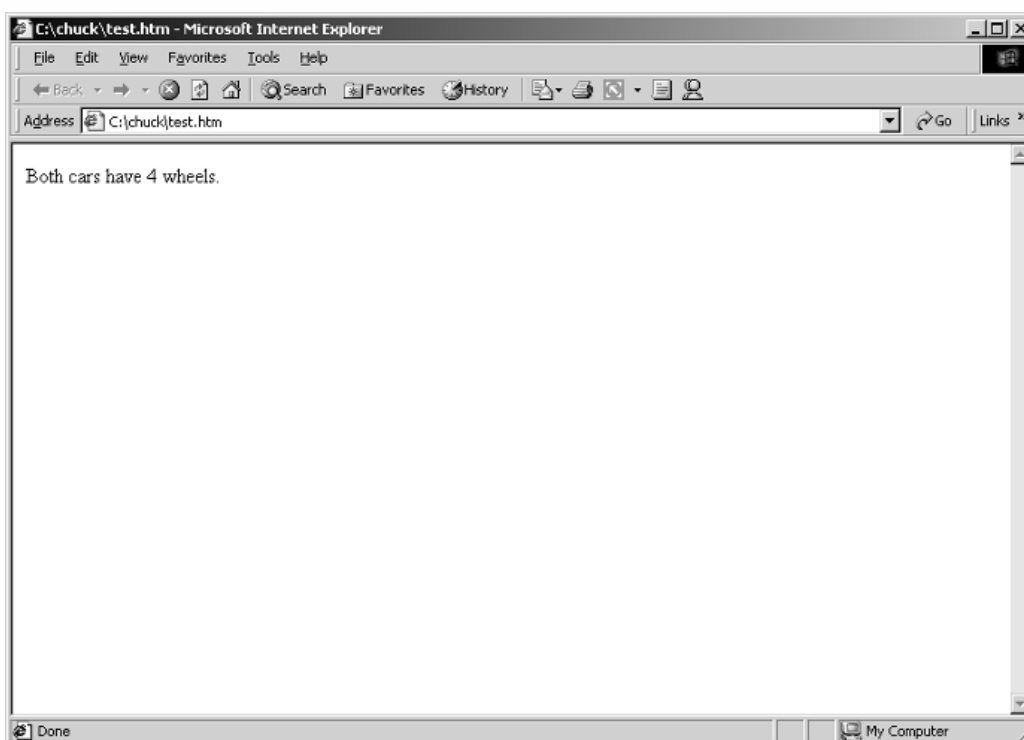 C:\chuck\test.htm - Microsoft Internet Explorer
File Edit View Favorites Tools Help
Back Search Favorites History
Address C:\chuck\test.htm Go Links »
Both cars have 4 wheels.
Done My Computer